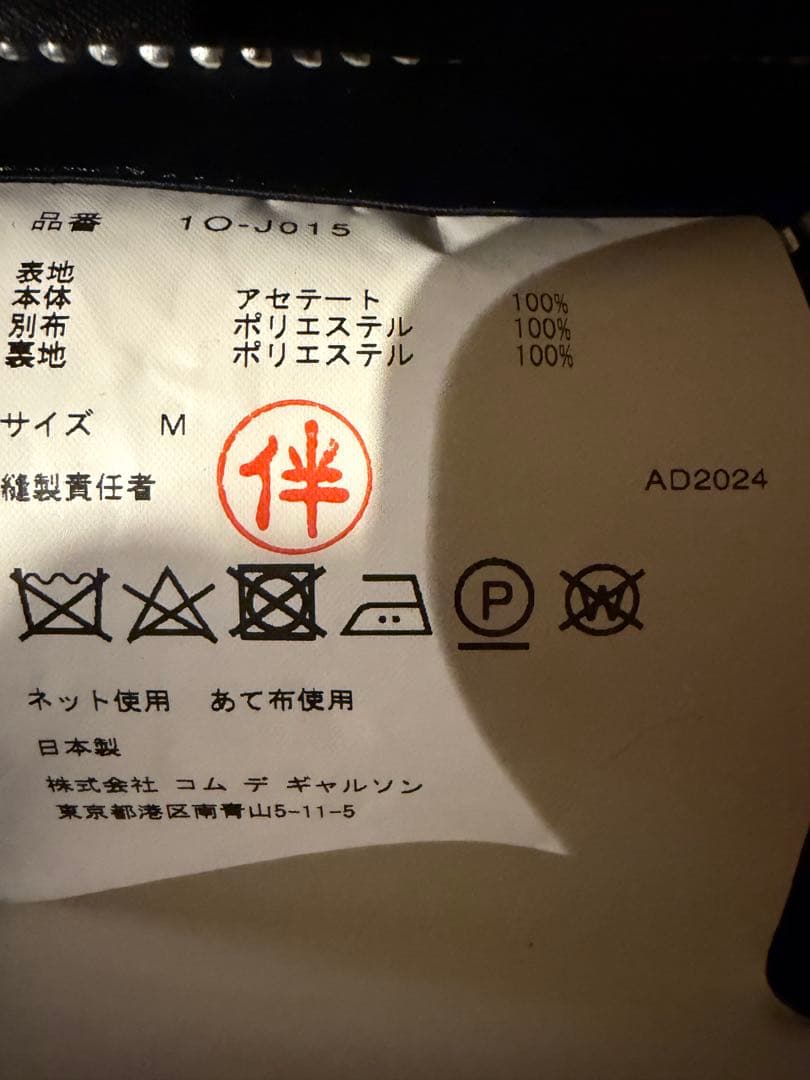 品番 1O-J015
表地
本体 アセテート 100%
別布 ポリエステル 100%
裏地 ポリエステル 100%
サイズ M
縫製責任者 伴
AD2024
P W
ネット使用 あて布使用
日本製
株式会社 コム デ ギャルソン
東京都港区南青山5-11-5